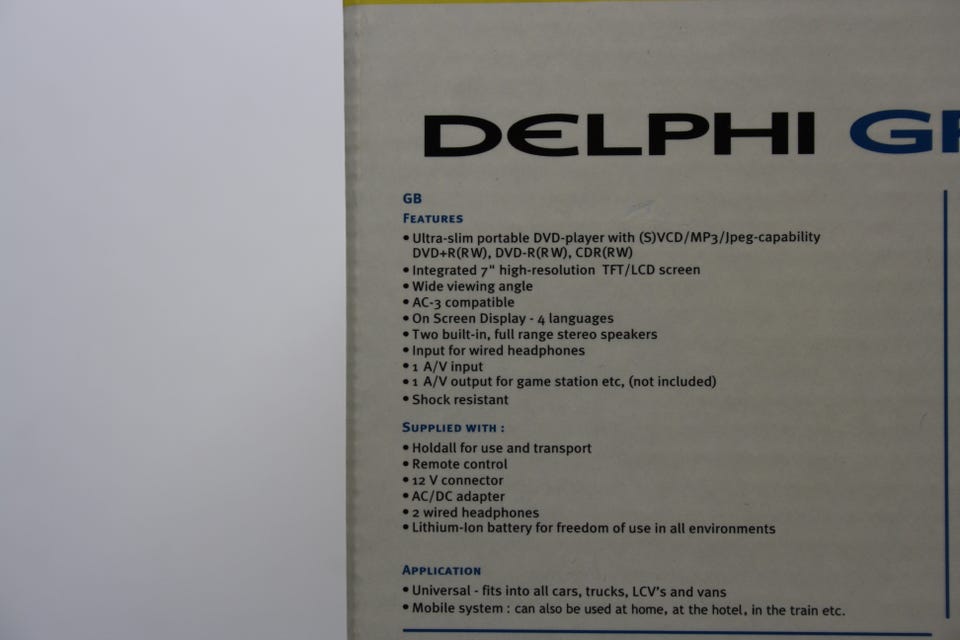 DELPHI
GB
FEATURES
• Ultra-slim portable DVD-player with (S)VCD/MP3/Jpeg-capability
DVD+R(RW), DVD-R(RW), CDR(RW)
• Integrated 7" high-resolution TFT/LCD screen
• Wide viewing angle
• AC-3 compatible
• On Screen Display - 4 languages
• Two built-in, full range stereo speakers
• Input for wired headphones
• 1 A/V input
• 1 A/V output for game station etc, (not included)
• Shock resistant
SUPPLIED WITH :
• Holdall for use and transport
• Remote control
• 12 V connector
• AC/DC adapter
• 2 wired headphones
• Lithium-Ion battery for freedom of use in all environments
APPLICATION
• Universal - fits into all cars, trucks, LCV's and vans
• Mobile system : can also be used at home, at the hotel, in the train etc.